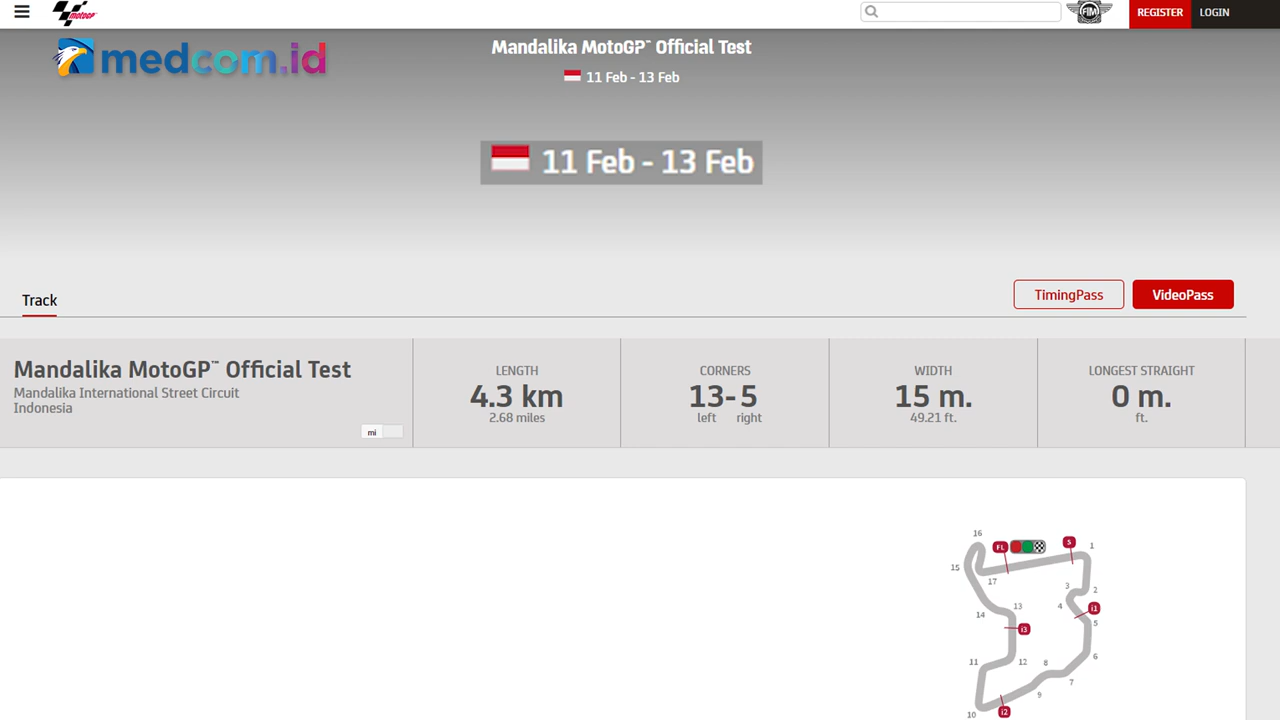 MotoGP
FIM
REGISTER
LOGIN
medcom.id
Mandalika MotoGP™ Official Test
11 Feb - 13 Feb
11 Feb - 13 Feb
Track
TimingPass
VideoPass
Mandalika MotoGP™ Official Test
Mandalika International Street Circuit
Indonesia
mi
LENGTH
4.3 km
2.68 miles
CORNERS
13- 5
left right
WIDTH
15 m.
49.21 ft.
LONGEST STRAIGHT
0 m.
ft.
16
FL
S
1
15
17
3
2
14
13
4
i1
5
i3
11
12
8
6
7
9
10
i2